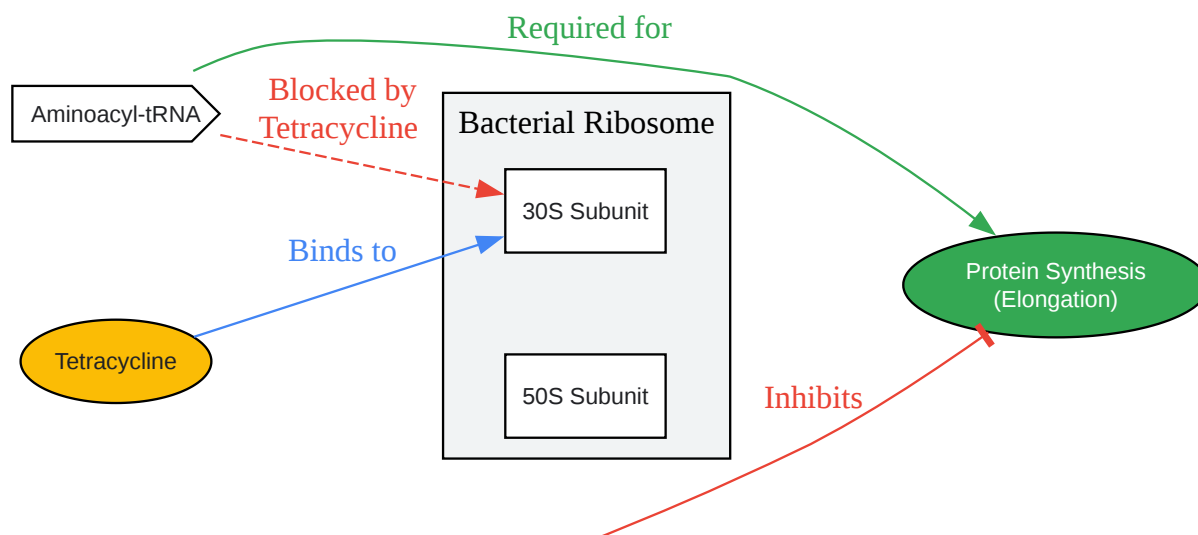 Required for
Aminoacyl-tRNA
Blocked by
Tetracycline
Bacterial Ribosome
30S Subunit
Binds to
Protein Synthesis
(Elongation)
Tetracycline
50S Subunit
Inhibits